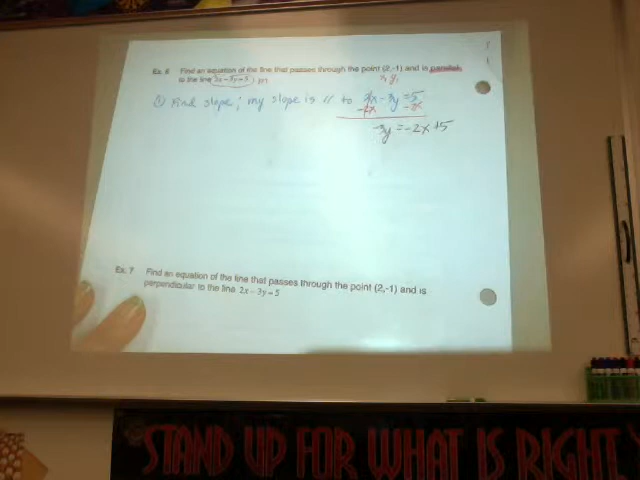 Ex. 6 Find an equation of the line that passes through the point (2,-1) and is parallel
to the line 2x-3y=5
x, y,
① Find slope; my slope is // to 2x-3y=5
-2x -2x
-3y=-2x+5
Ex. 7 Find an equation of the line that passes through the point (2,-1) and is
perpendicular to the line 2x-3y=5
STAND UP FOR WHAT IS RIGHT